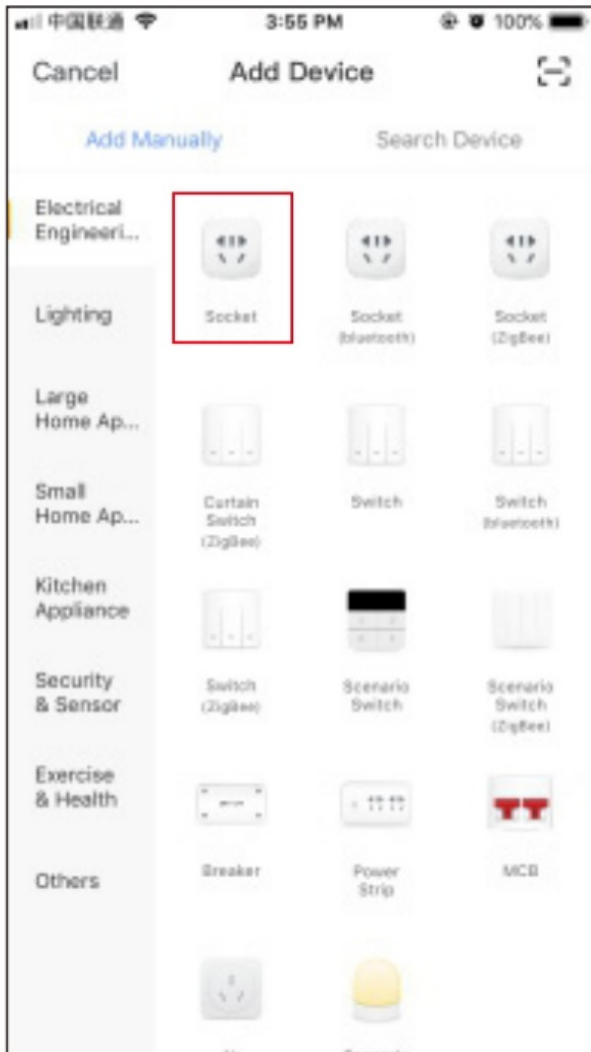 中国联通
3:55 PM
100%
Cancel
Add Device
Add Manually
Search Device
Electrical
Engineeri...
Lighting
Large
Home Ap...
Small
Home Ap...
Kitchen
Appliance
Security
& Sensor
Exercise
& Health
Others
Socket
Socket
(bluetooth)
Socket
(ZigBee)
Curtain
Switch
(ZigBee)
Switch
Switch
(bluetooth)
Switch
(ZigBee)
Scenario
Switch
Scenario
Switch
(ZigBee)
Breaker
Power
Strip
MCB